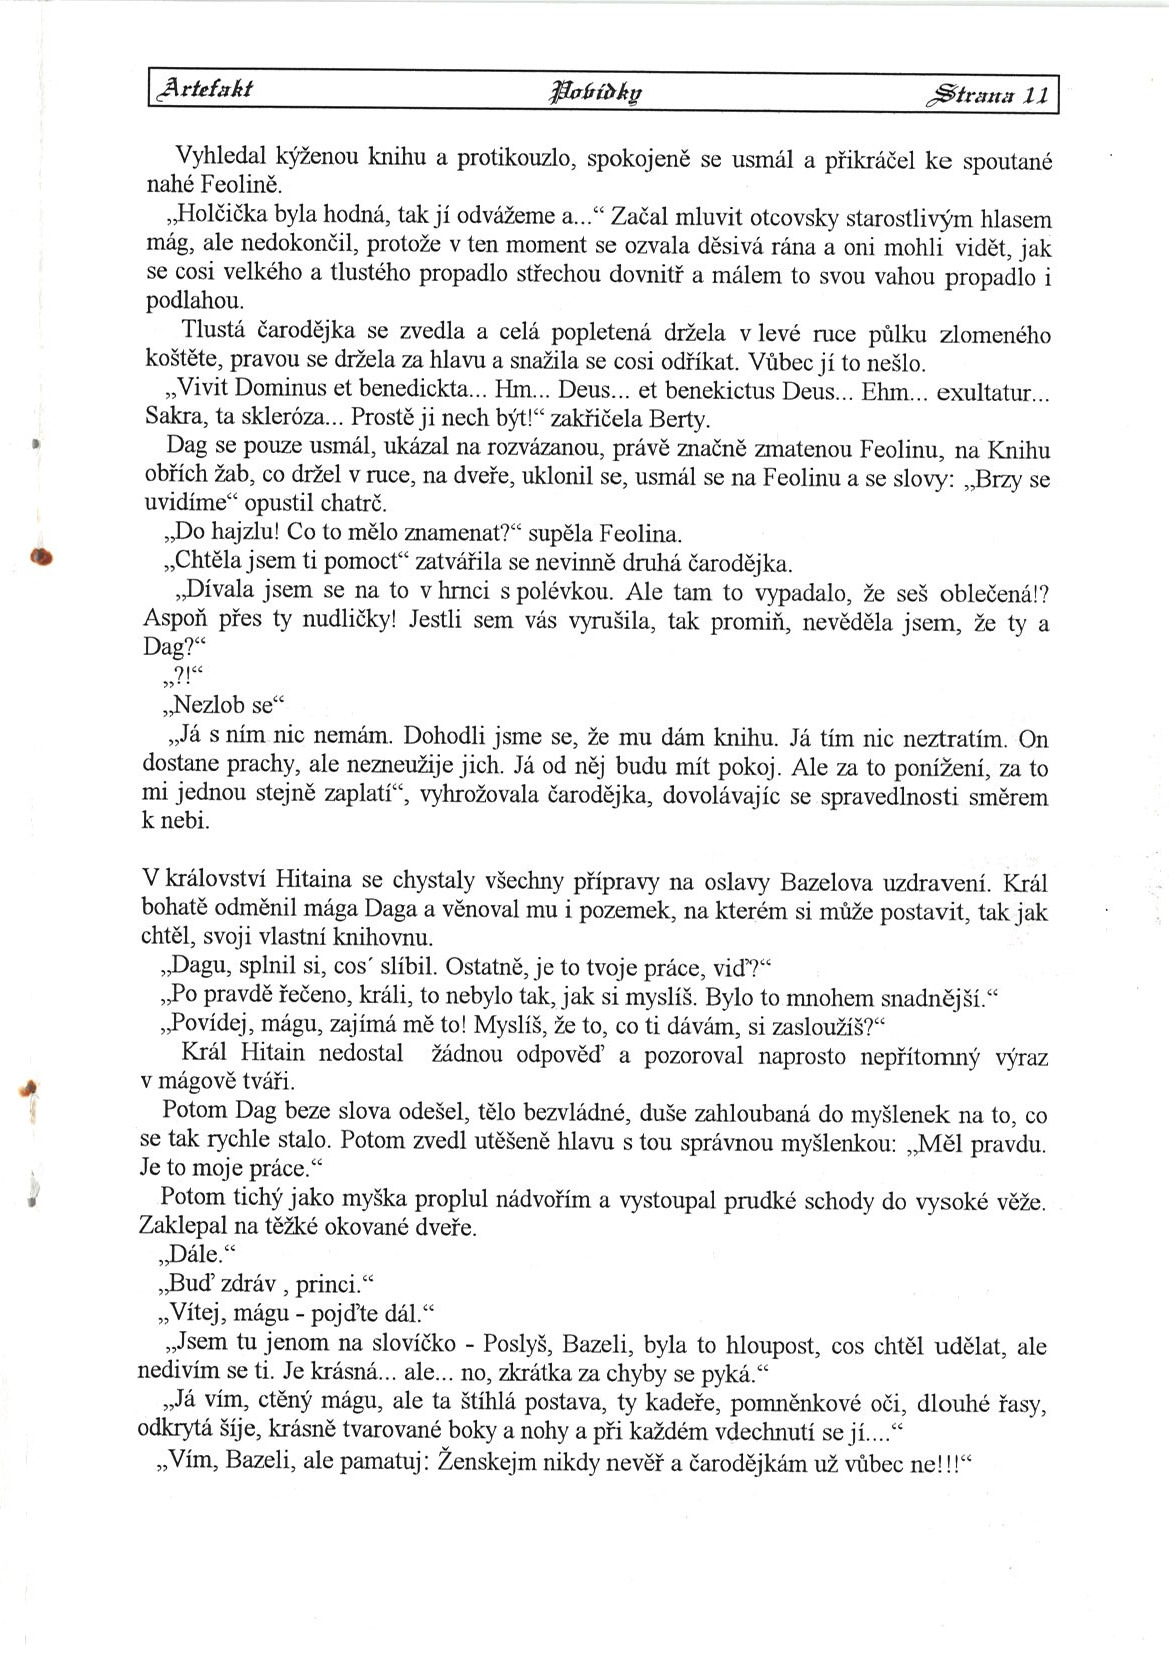 Artefakt Povídky Strana 11
Vyhledal kýženou knihu a protikouzlo, spokojeně se usmál a přikráčel ke spoutané
nahé Feolině.
„Holčička byla hodná, tak jí odvážeme a...“ Začal mluvit otcovsky starostlivým hlasem
mág, ale nedokončil, protože v ten moment se ozvala děsivá rána a oni mohli vidět, jak
se cosi velkého a tlustého propadlo střechou dovnitř a málem to svou vahou propadlo i
podlahou.
Tlustá čarodějka se zvedla a celá popletená držela v levé ruce půlku zlomeného
koštěte, pravou se držela za hlavu a snažila se cosi odříkat. Vůbec jí to nešlo.
„Vivit Dominus et benedickta... Hm... Deus... et benekictus Deus... Ehm... exultatur...
Sakra, ta skleróza... Prostě ji nech být!“ zakřičela Berty.
Dag se pouze usmál, ukázal na rozvázanou, právě značně zmatenou Feolinu, na Knihu
obřích žab, co držel v ruce, na dveře, uklonil se, usmál se na Feolinu a se slovy: „Brzy se
uvidíme“ opustil chatrč.
„Do hajzlu! Co to mělo znamenat?“ supěla Feolina.
„Chtěla jsem ti pomoct“ zatvářila se nevinně druhá čarodějka.
„Dívala jsem se na to v hrnci s polévkou. Ale tam to vypadalo, že seš oblečená!?
Aspoň přes ty nudličky! Jestli sem vás vyrušila, tak promiň, nevěděla jsem, že ty a
Dag?“
„?!“
„Nezlob se“
„Já s ním nic nemám. Dohodli jsme se, že mu dám knihu. Já tím nic neztratím. On
dostane prachy, ale nezneužije jich. Já od něj budu mít pokoj. Ale za to ponížení, za to
mi jednou stejně zaplatí“, vyhrožovala čarodějka, dovolávajíc se spravedlnosti směrem
k nebi.
V království Hitaina se chystaly všechny přípravy na oslavy Bazelova uzdravení. Král
bohatě odměnil mága Daga a věnoval mu i pozemek, na kterém si může postavit, tak jak
chtěl, svoji vlastní knihovnu.
„Dagu, splnil si, cos´ slíbil. Ostatně, je to tvoje práce, viď?“
„Po pravdě řečeno, králi, to nebylo tak, jak si myslíš. Bylo to mnohem snadnější.“
„Povídej, mágu, zajímá mě to! Myslíš, že to, co ti dávám, si zasloužíš?“
Král Hitain nedostal žádnou odpověď a pozoroval naprosto nepřítomný výraz
v mágově tváři.
Potom Dag beze slova odešel, tělo bezvládné, duše zahloubaná do myšlenek na to, co
se tak rychle stalo. Potom zvedl utěšeně hlavu s tou správnou myšlenkou: „Měl pravdu.
Je to moje práce.“
Potom tichý jako myška proplul nádvořím a vystoupal prudké schody do vysoké věže.
Zaklepal na těžké okované dveře.
„Dále.“
„Buď zdráv , princi.“
„Vítej, mágu - pojďte dál.“
„Jsem tu jenom na slovíčko - Poslyš, Bazeli, byla to hloupost, cos chtěl udělat, ale
nedivím se ti. Je krásná... ale... no, zkrátka za chyby se pyká.“
„Já vím, ctěný mágu, ale ta štíhlá postava, ty kadeře, pomněnkové oči, dlouhé řasy,
odkrytá šíje, krásně tvarované boky a nohy a při každém vdechnutí se jí....“
„Vím, Bazeli, ale pamatuj: Ženskejm nikdy nevěř a čarodějkám už vůbec ne!!!“